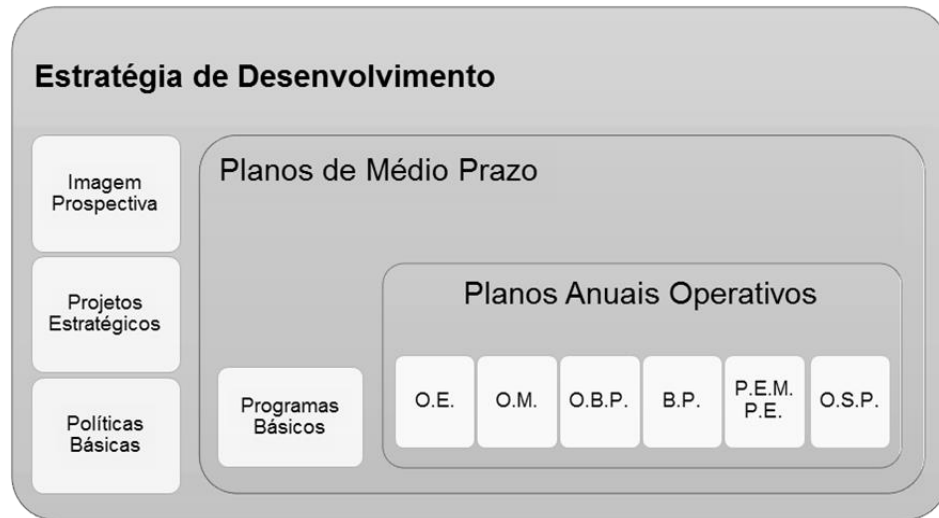 Estratégia de Desenvolvimento
Imagem
Prospectiva
Projetos
Estratégicos
Políticas
Básicas
Planos de Médio Prazo
Programas
Básicos
Planos Anuais Operativos
O.E.
O.M.
O.B.P.
B.P.
P.E.M.
P.E.
O.S.P.